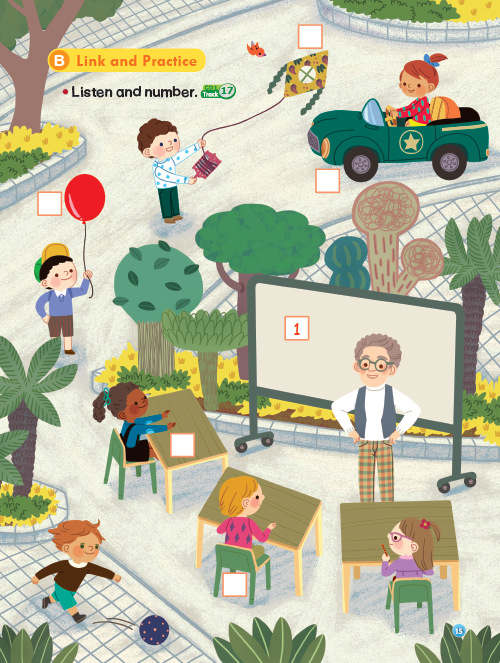 B Link and Practice
• Listen and number. Track 17
1
15